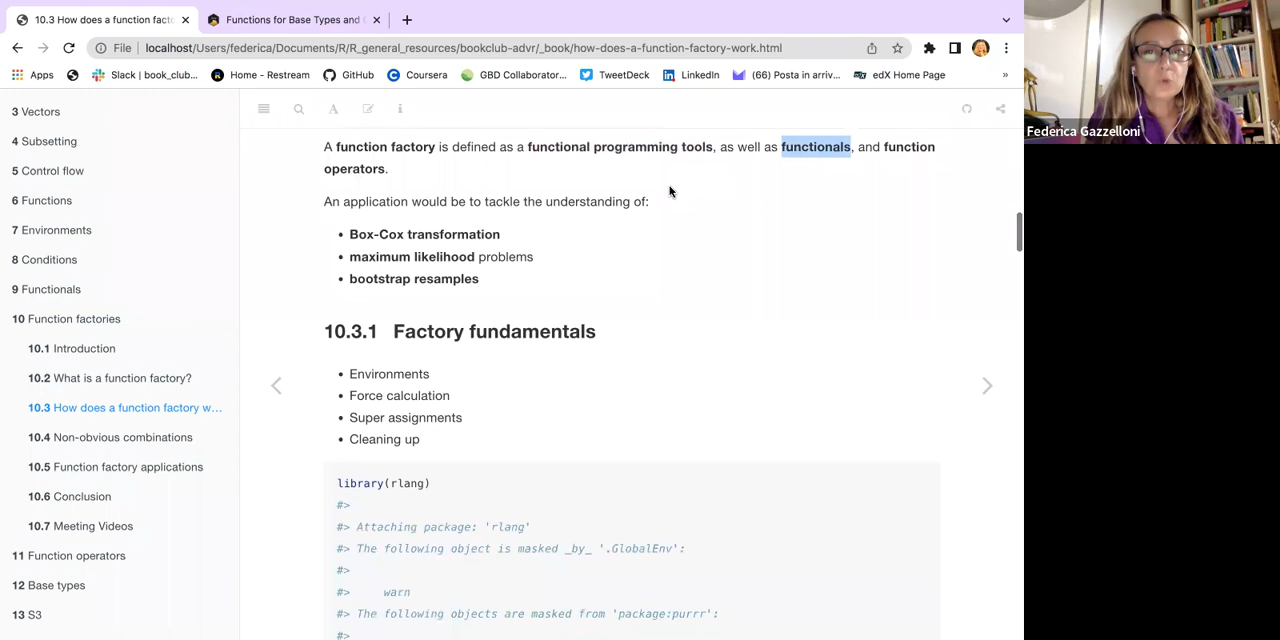 10.3 How does a function facto
Functions for Base Types and
File
localhost/Users/federica/Documents/R/R_general_resources/bookclub-advr/_book/how-does-a-function-factory-work.html
Apps
Slack | book_club...
Home - Restream
GitHub
Coursera
GBD Collaborator...
TweetDeck
LinkedIn
(66) Posta in arriv...
edX Home Page
»
Federica Gazzelloni
3 Vectors
4 Subsetting
5 Control flow
6 Functions
7 Environments
8 Conditions
9 Functionals
10 Function factories
10.1 Introduction
10.2 What is a function factory?
10.3 How does a function factory w...
10.4 Non-obvious combinations
10.5 Function factory applications
10.6 Conclusion
10.7 Meeting Videos
11 Function operators
12 Base types
13 S3
A function factory is defined as a functional programming tools, as well as functionals, and function
operators.
An application would be to tackle the understanding of:
• Box-Cox transformation
• maximum likelihood problems
• bootstrap resamples
10.3.1 Factory fundamentals
• Environments
• Force calculation
• Super assignments
• Cleaning up
library(rlang)
#>
#> Attaching package: 'rlang'
#> The following object is masked _by_ '.GlobalEnv':
#>
#> warn
#> The following objects are masked from 'package:purrr':
#>